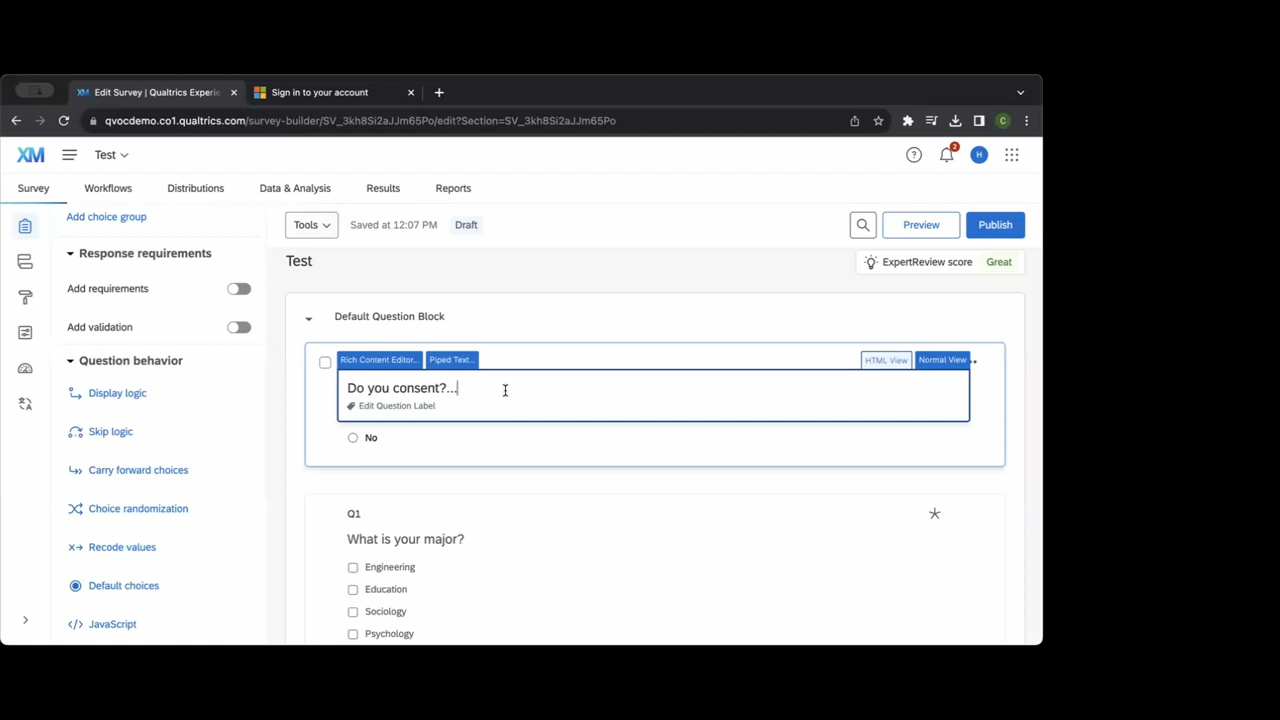 XM Edit Survey | Qualtrics Experie
Sign in to your account
qvocdemo.co1.qualtrics.com/survey-builder/SV_3kh8Si2aJJm65Po/edit?Section=SV_3kh8Si2aJJm65Po
C
XM
Test
2
H
Survey
Workflows
Distributions
Data & Analysis
Results
Reports
Add choice group
Response requirements
Add requirements
Add validation
Question behavior
Display logic
Skip logic
Carry forward choices
Choice randomization
Recode values
Default choices
JavaScript
Tools
Saved at 12:07 PM
Draft
Preview
Publish
Test
ExpertReview score
Great
Default Question Block
Rich Content Editor...
Piped Text...
HTML View
Normal View
Do you consent?...
Edit Question Label
No
Q1
What is your major?
Engineering
Education
Sociology
Psychology